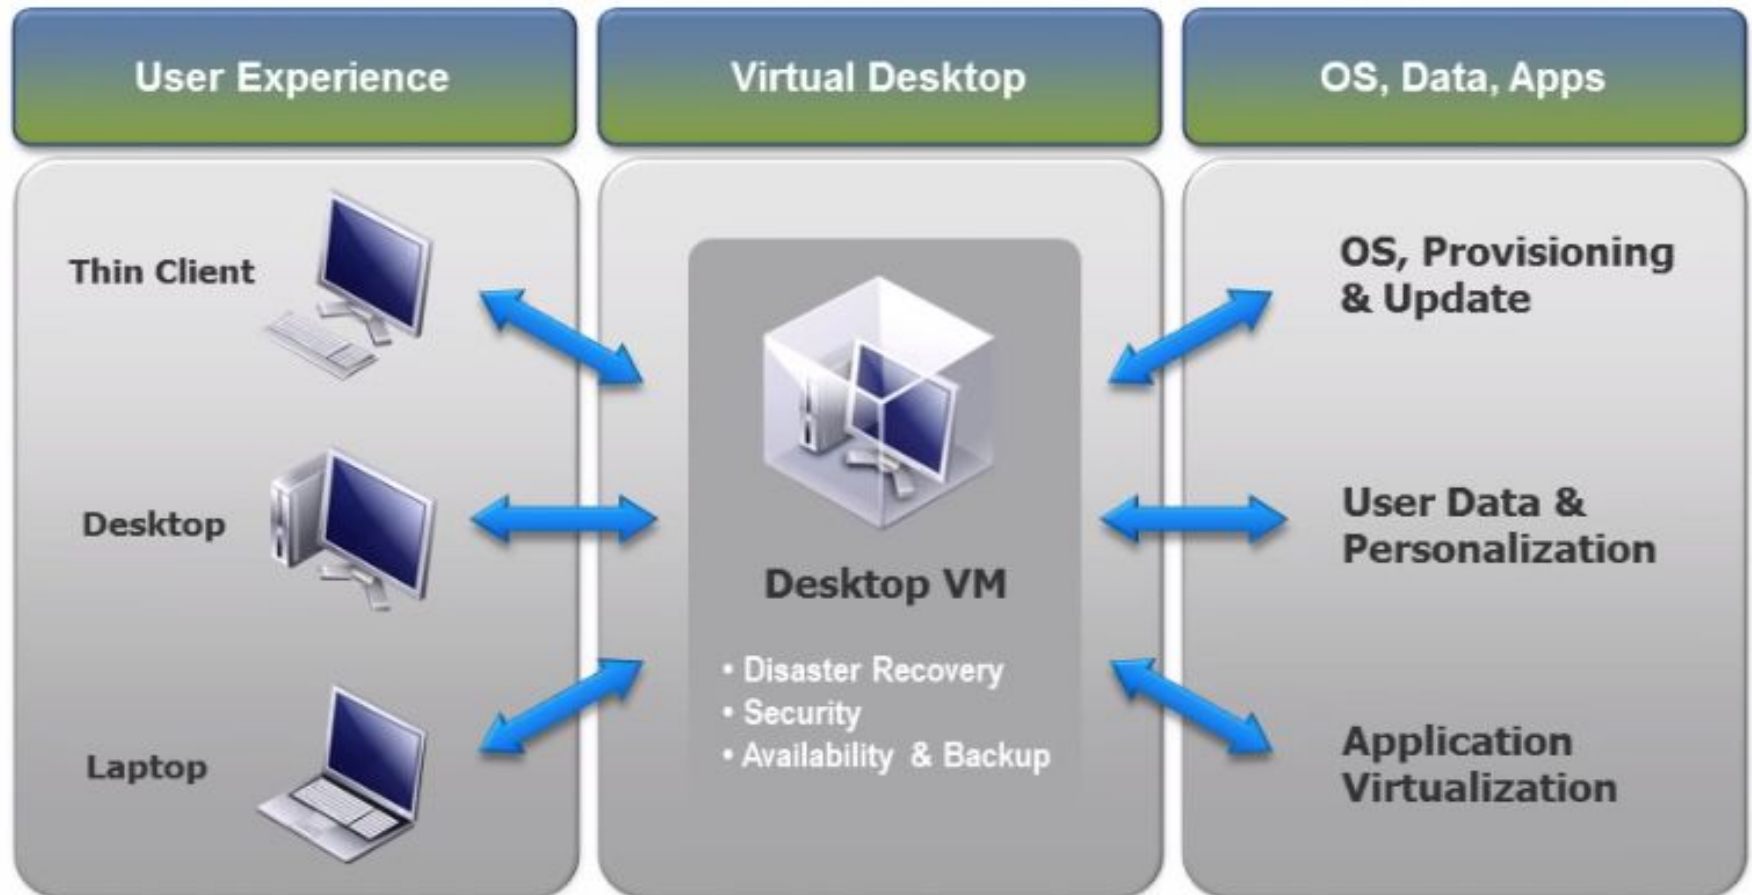 User Experience
Virtual Desktop
OS, Data, Apps
Thin Client
Desktop
Laptop
Desktop VM
• Disaster Recovery
• Security
• Availability & Backup
OS, Provisioning
& Update
User Data &
Personalization
Application
Virtualization